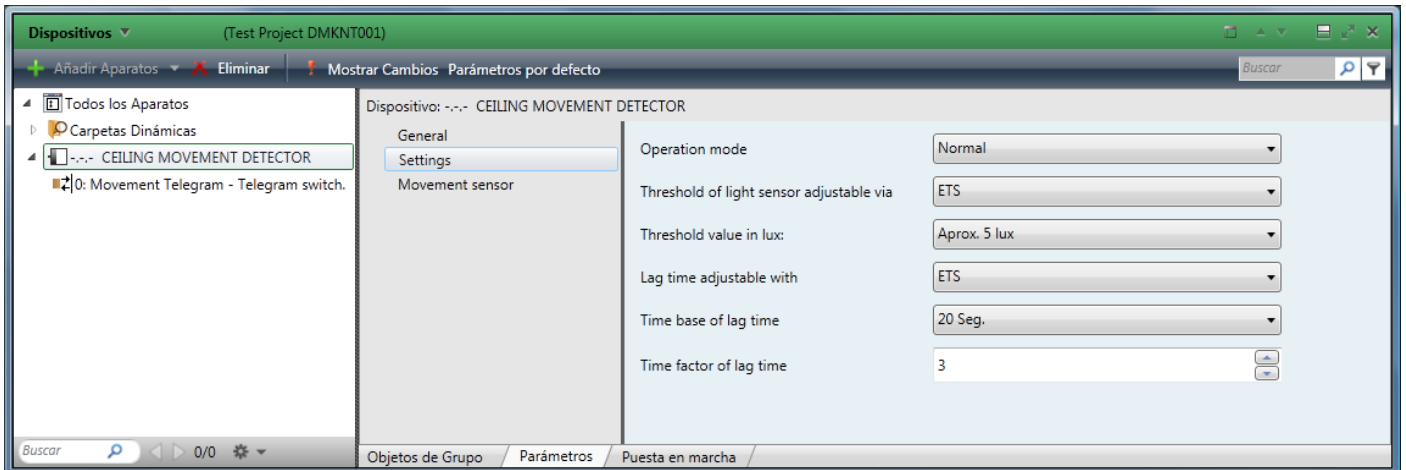 Dispositivos (Test Project DMKNT001)
Añadir Aparatos Eliminar Mostrar Cambios Parámetros por defecto Buscar
Todos los Aparatos
Carpetas Dinámicas
-.-.- CEILING MOVEMENT DETECTOR
0: Movement Telegram - Telegram switch.
Buscar 0/0
Dispositivo: -.-.- CEILING MOVEMENT DETECTOR
General
Settings
Movement sensor
Operation mode Normal
Threshold of light sensor adjustable via ETS
Threshold value in lux: Aprox. 5 lux
Lag time adjustable with ETS
Time base of lag time 20 Seg.
Time factor of lag time 3
Objetos de Grupo Parámetros Puesta en marcha